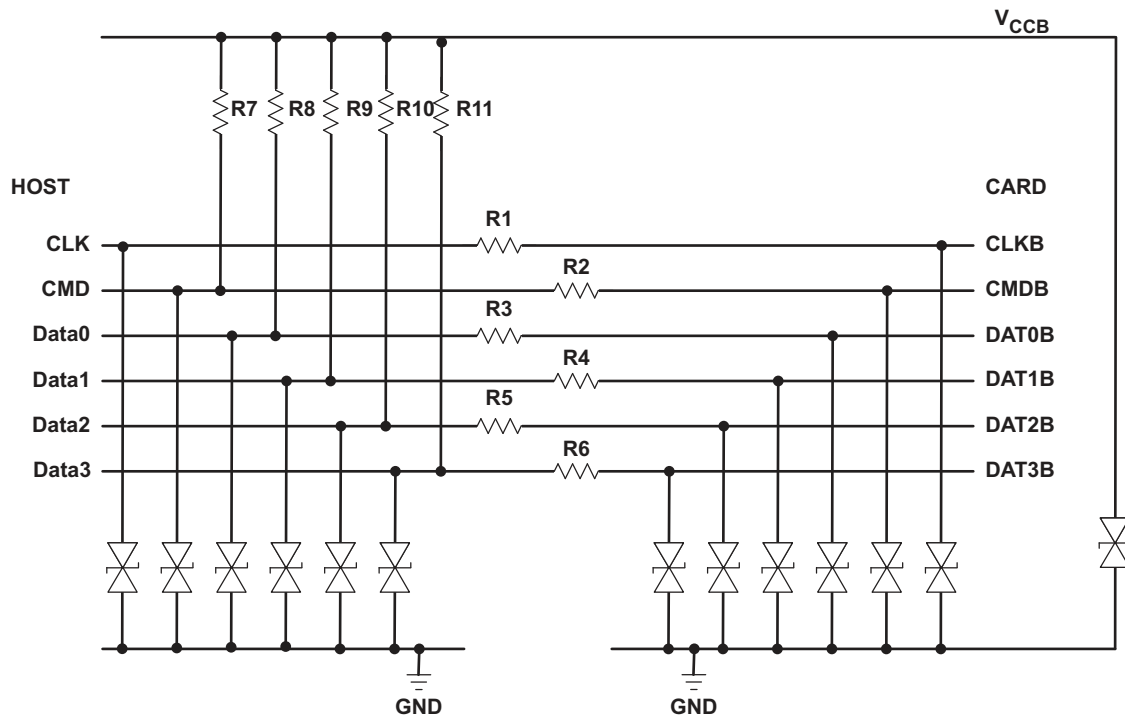 VCCB
R7 R8 R9 R10 R11
HOST
CARD
R1
CLK
CLKB
R2
CMD
CMDB
R3
Data0
DAT0B
R4
Data1
DAT1B
R5
Data2
DAT2B
R6
Data3
DAT3B
GND
GND